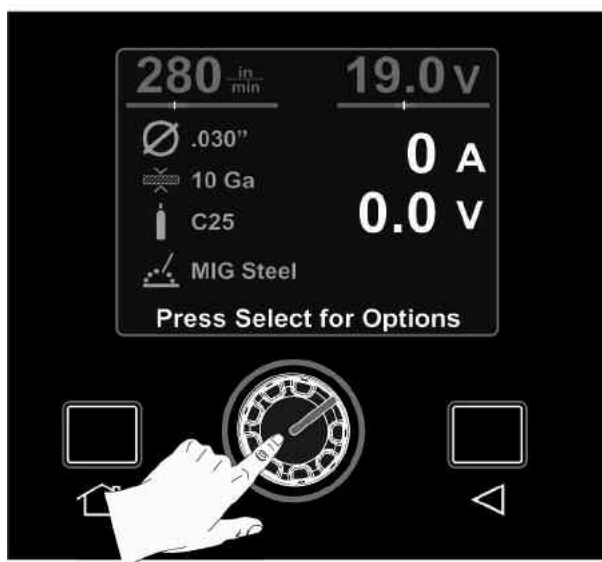 280 in/min 19.0 V
.030” 0 A
10 Ga 0.0 V
C25
MIG Steel
Press Select for Options